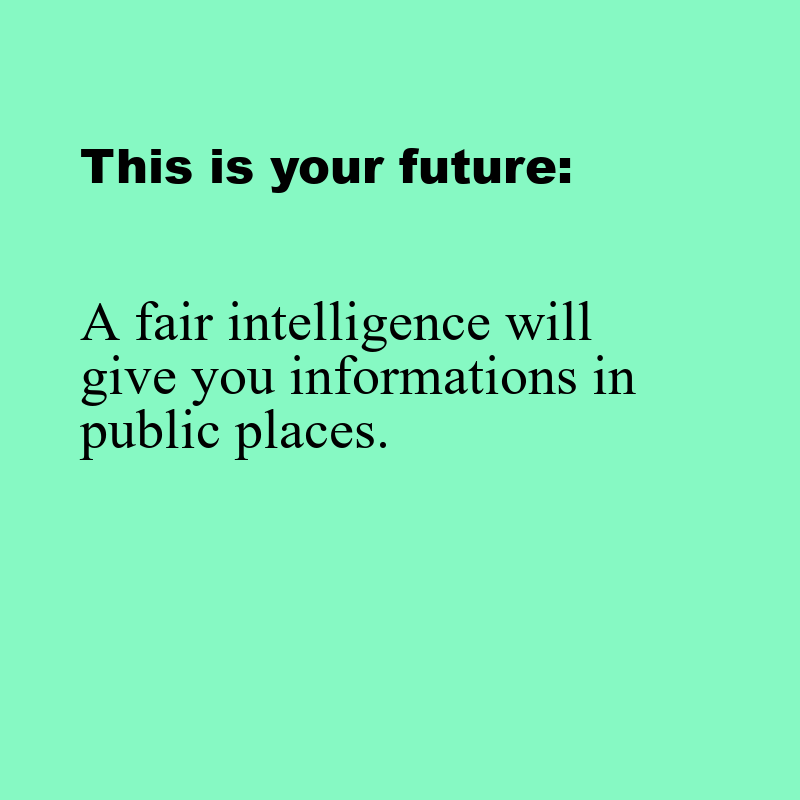 This is your future:
A fair intelligence will
give you informations in
public places.